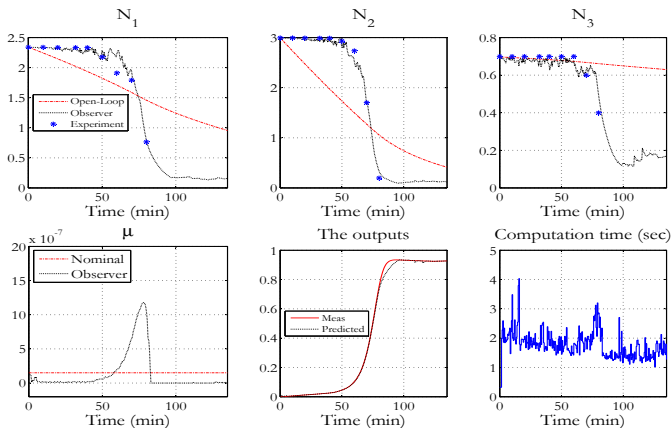 N1
N2
N3
2.5
2
1.5
1
0.5
0
Open-Loop
Observer
Experiment
0
50
100
Time (min)
3
2
1
0
0
50
100
Time (min)
0.8
0.6
0.4
0.2
0
0
50
100
Time (min)
μ
x 10-7
20
15
10
5
0
Nominal
Observer
0
50
100
Time (min)
The outputs
1
0.8
0.6
0.4
0.2
0
Meas
Predicted
0
50
100
Time (min)
Computation time (sec)
5
4
3
2
1
0
0
50
100
Time (min)